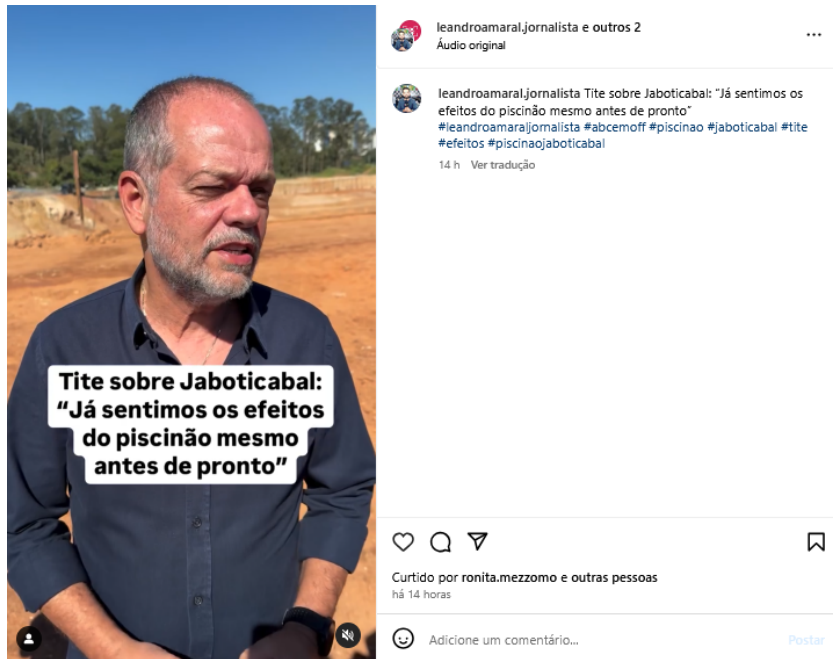 Tite sobre Jaboticabal:
“Já sentimos os efeitos
do piscinão mesmo
antes de pronto”
leandroamaral.jornalista e outros 2
Áudio original
leandroamaral.jornalista Tite sobre Jaboticabal: “Já sentimos os
efeitos do piscinão mesmo antes de pronto”
#leandroamaraljornalista #abcemoff #piscinao #jaboticabal #tite
#efeitos #piscinaojaboticabal
14 h Ver tradução
Curtido por ronita.mezzomo e outras pessoas
há 14 horas
Adicione um comentário...
Postar